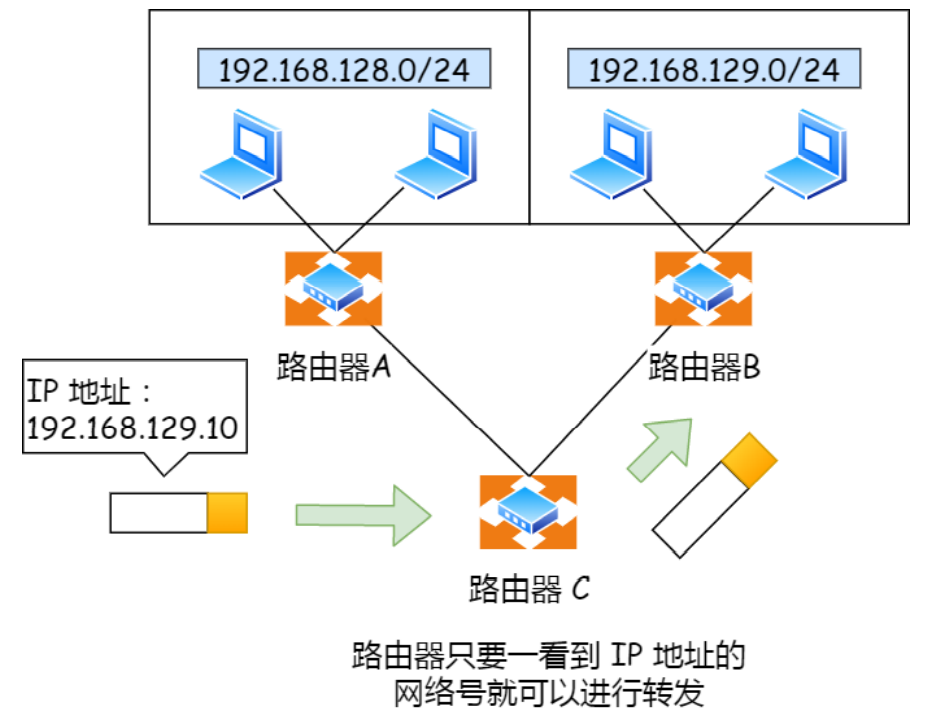 192.168.128.0/24
192.168.129.0/24
路由器A
路由器B
IP 地址：
192.168.129.10
路由器 C
路由器只要一看到 IP 地址的
网络号就可以进行转发